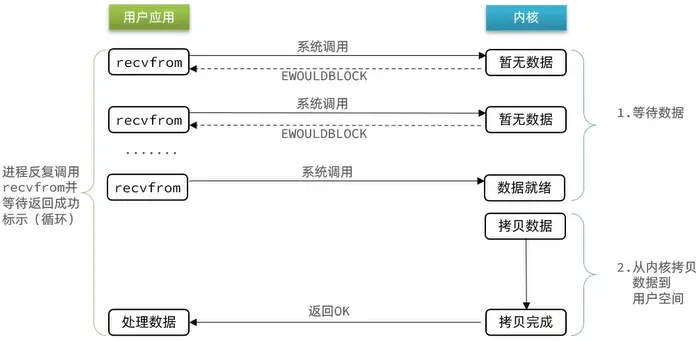 用户应用
内核
recvfrom
系统调用
EWOULDBLOCK
暂无数据
recvfrom
系统调用
EWOULDBLOCK
暂无数据
1.等待数据
.......
进程反复调用
recvfrom并
等待返回成功
标示（循环）
recvfrom
系统调用
数据就绪
拷贝数据
2.从内核拷贝
数据到
用户空间
处理数据
返回OK
拷贝完成